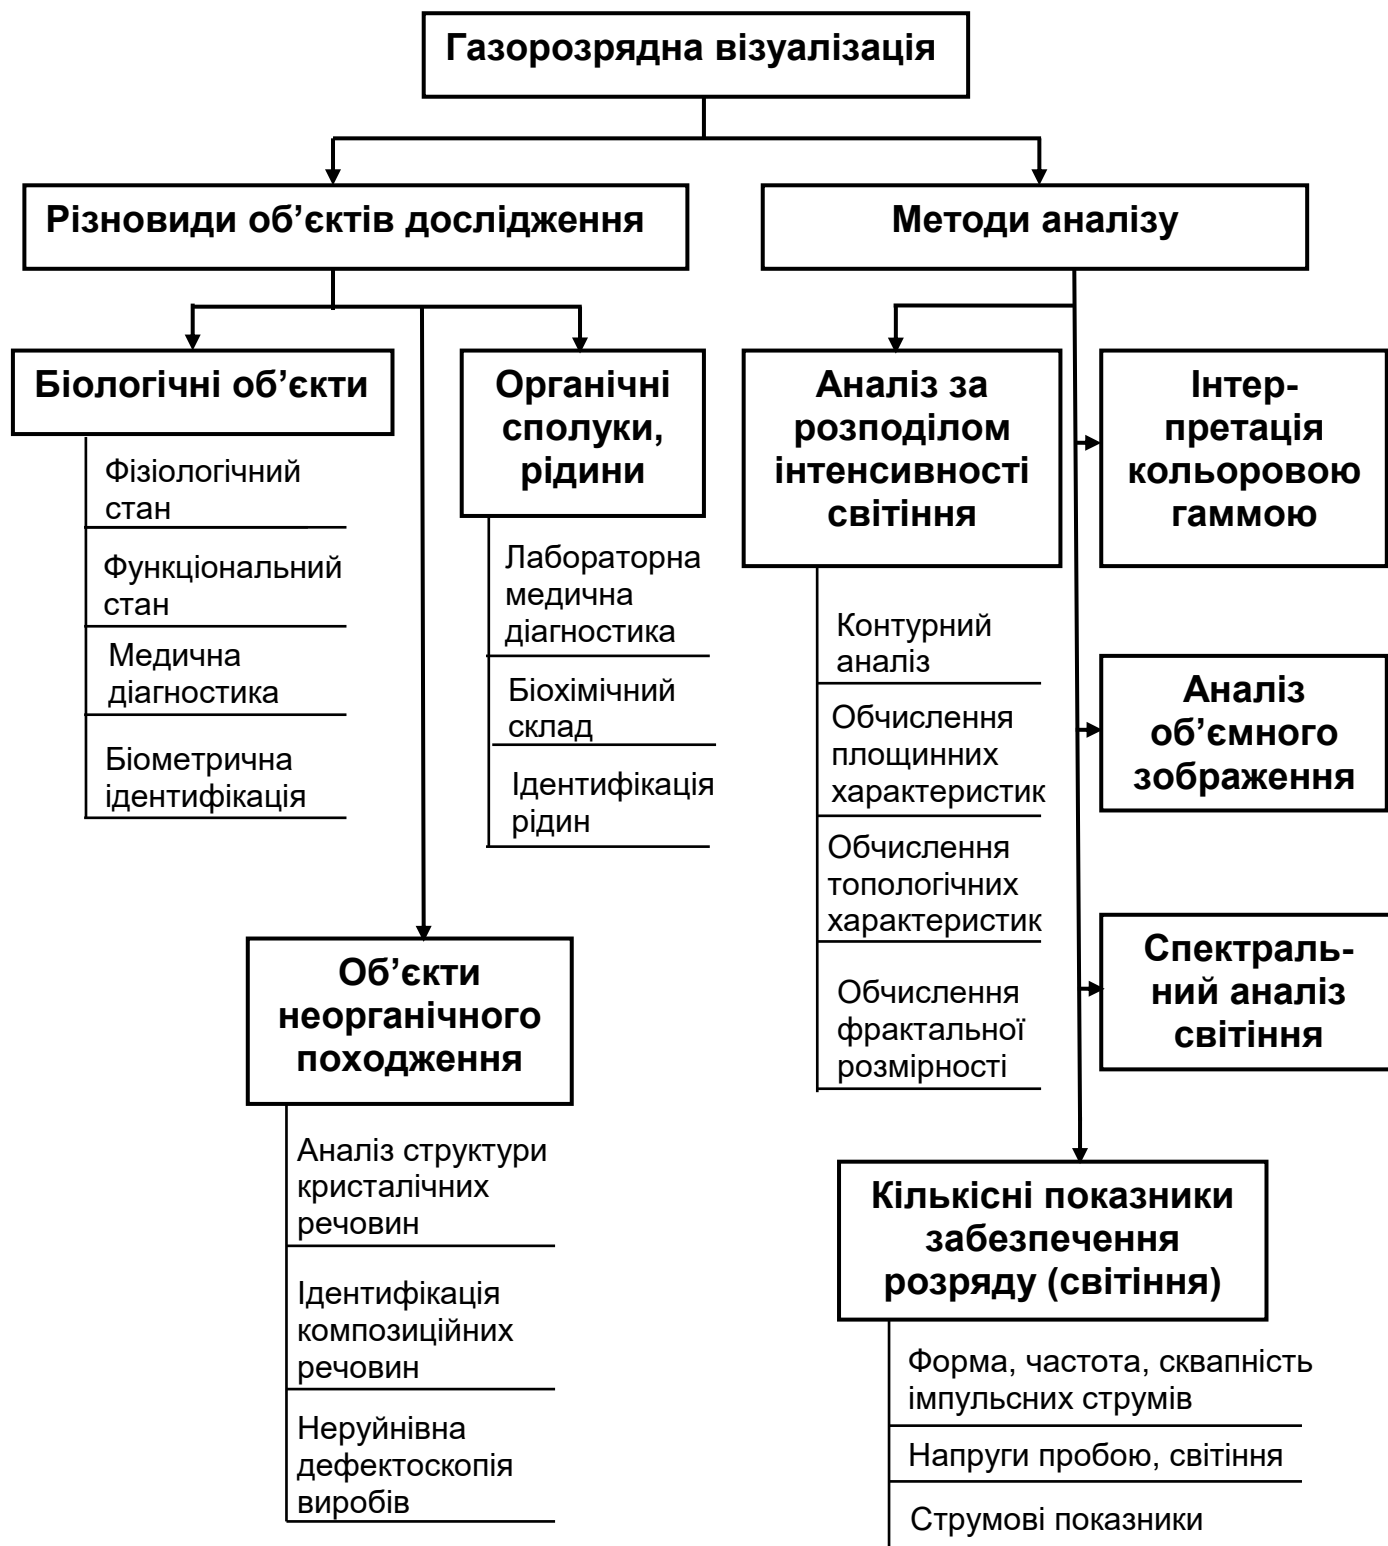 Газорозрядна візуалізація
Різновиди об’єктів дослідження
Методи аналізу
Біологічні об’єкти
Фізіологічний
стан
Функціональний
стан
Медична
діагностика
Біометрична
ідентифікація
Органічні
сполуки,
рідини
Лабораторна
медична
діагностика
Біохімічний
склад
Ідентифікація
рідин
Об’єкти
неорганічного
походження
Аналіз структури
кристалічних
речовин
Ідентифікація
композиційних
речовин
Неруйнівна
дефектоскопія
виробів
Аналіз за
розподілом
інтенсивності
світіння
Контурний
аналіз
Обчислення
площинних
характеристик
Обчислення
топологічних
характеристик
Обчислення
фрактальної
розмірності
Інтер-
претація
кольоровою
гаммою
Аналіз
об’ємного
зображення
Спектраль-
ний аналіз
світіння
Кількісні показники
забезпечення
розряду (світіння)
Форма, частота, сквапність
імпульсних струмів
Напруги пробою, світіння
Струмові показники